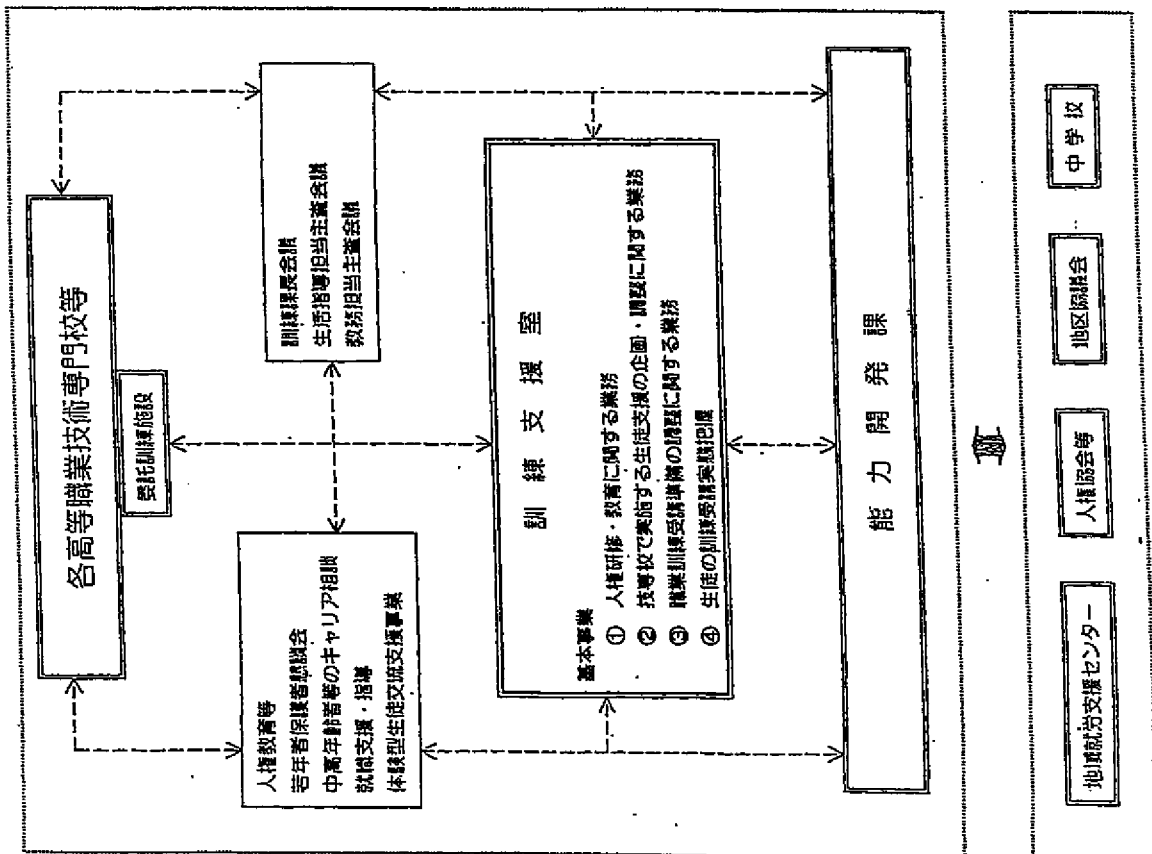 各高等職業技術専門校等
委託訓練施設
人権教育等
若年者保護者懇談会
中高年齢者等のキャリア相談
就職支援・指導
体験型生徒交流支援事業
訓練課長会議
生活指導担当主査会議
教務担当主査会議
訓練支援室
基本事業
① 人権研修・教育に関する業務
② 技専校で実施する生徒支援の企画・調整に関する業務
③ 職業訓練受講準備の調整に関する業務
④ 生徒の訓練受講実態把握
能力開発課
地域就労支援センター
人権協会等
地区協議会
中学校